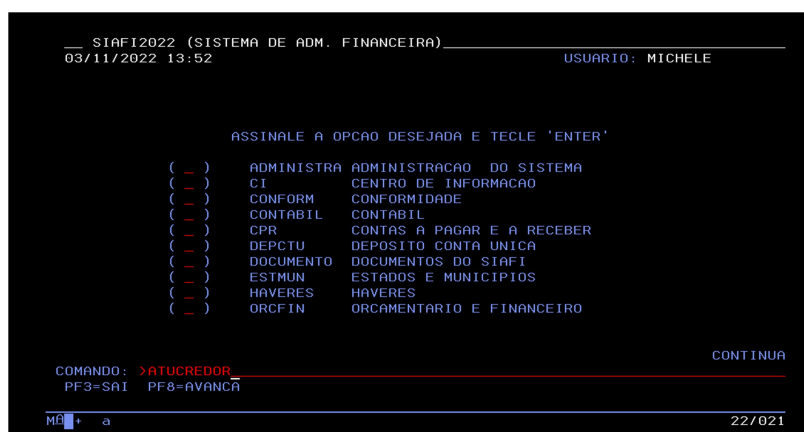 __ SIAFI2022 (SISTEMA DE ADM. FINANCEIRA)
03/11/2022 13:52 USUARIO: MICHELE
ASSINALE A OPCAO DESEJADA E TECLE 'ENTER'
( _ ) ADMINISTRA ADMINISTRACAO DO SISTEMA
( _ ) CI CENTRO DE INFORMACAO
( _ ) CONFORM CONFORMIDADE
( _ ) CONTABIL CONTABIL
( _ ) CPR CONTAS A PAGAR E A RECEBER
( _ ) DEPCTU DEPOSITO CONTA UNICA
( _ ) DOCUMENTO DOCUMENTOS DO SIAFI
( _ ) ESTMUN ESTADOS E MUNICIPIOS
( _ ) HAVERES HAVERES
( _ ) ORCFIN ORCAMENTARIO E FINANCEIRO
CONTINUA
COMANDO: >ATUCREDOR
PF3=SAI PF8=AVANCA
+ a 22/021